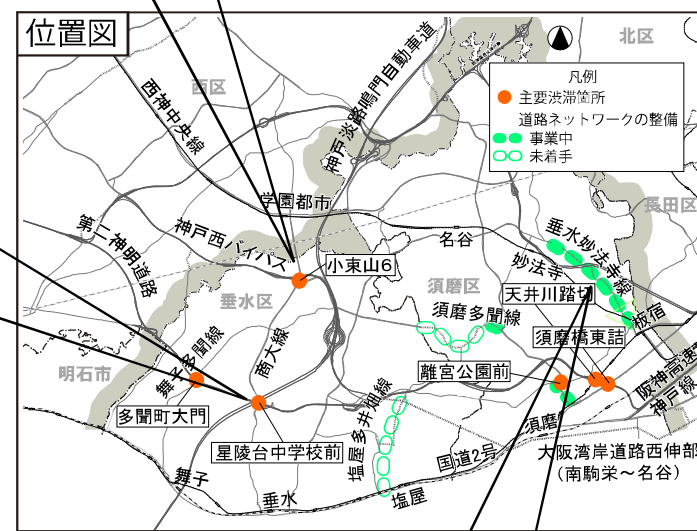 位置図
北区
凡例
主要渋滞箇所
道路ネットワークの整備
事業中
未着手
西区
西神中央線
神戸淡路鳴門自動車道
学園都市
長田区
第二神明道路
神戸西バイパス
名谷
垂水妙法寺線
妙法寺
小束山6
天井川踏切
須磨区
垂水区
須磨多聞線
板宿
須磨橋東詰
商大線
舞子多聞線
離宮公園前
阪神高速
神戸線
明石市
多聞町大門
塩屋多井畑線
星陵台中学校前
須磨
国道2号
大阪湾岸道路西伸部
(南駒栄～名谷)
舞子
垂水
塩屋